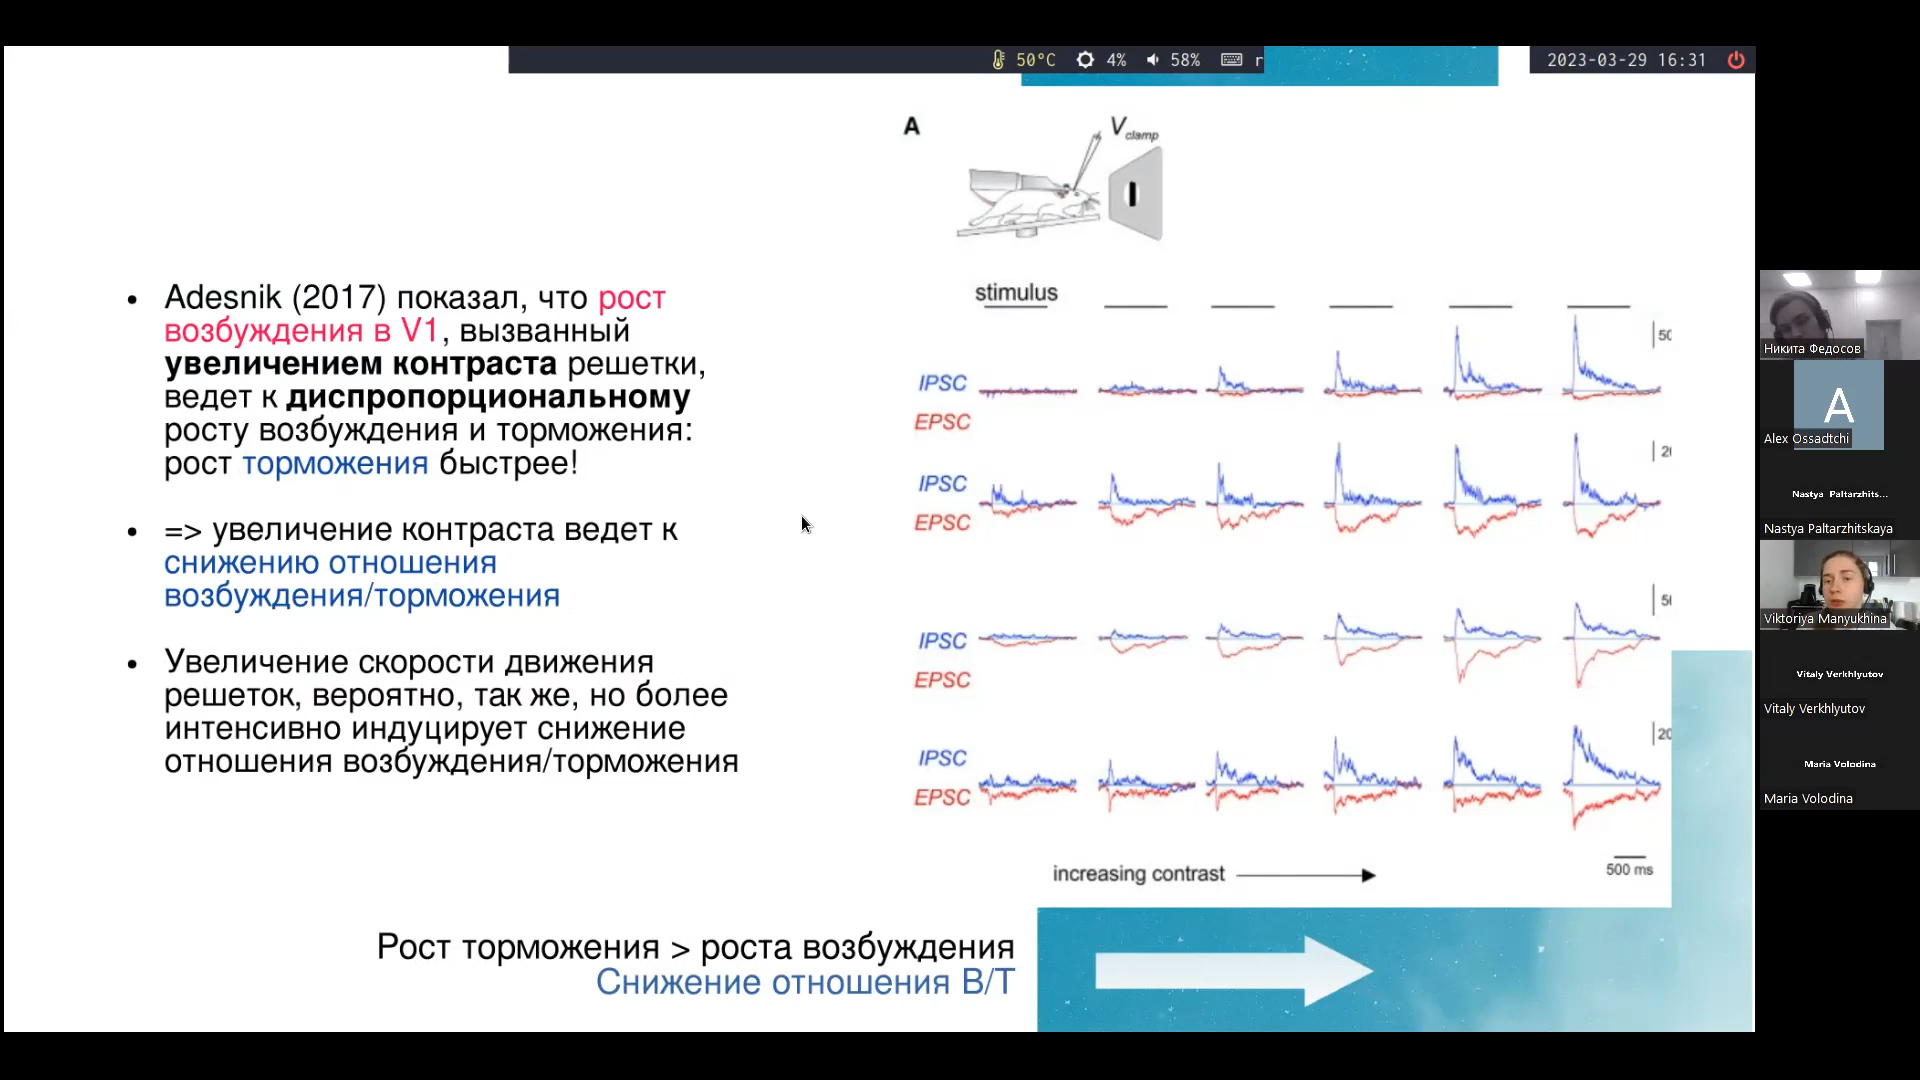 50°C 4% 58% r
2023-03-29 16:31
A
V clamp
stimulus
Adesnik (2017) показал, что рост
возбуждения в V1, вызванный
увеличением контраста решетки,
ведет к диспропорциональному
росту возбуждения и торможения:
рост торможения быстрее!
=> увеличение контраста ведет к
снижению отношения
возбуждения/торможения
Увеличение скорости движения
решеток, вероятно, так же, но более
интенсивно индуцирует снижение
отношения возбуждения/торможения
IPSC
EPSC
IPSC
EPSC
IPSC
EPSC
IPSC
EPSC
500 ms
increasing contrast
Рост торможения > роста возбуждения
Снижение отношения В/Т
Никита Федосов
A
Alex Ossadtchi
Nastya Paltarzhits...
Nastya Paltarzhitskaya
Viktoriya Manyukhina
Vitaly Verkhlyutov
Vitaly Verkhlyutov
Maria Volodina
Maria Volodina